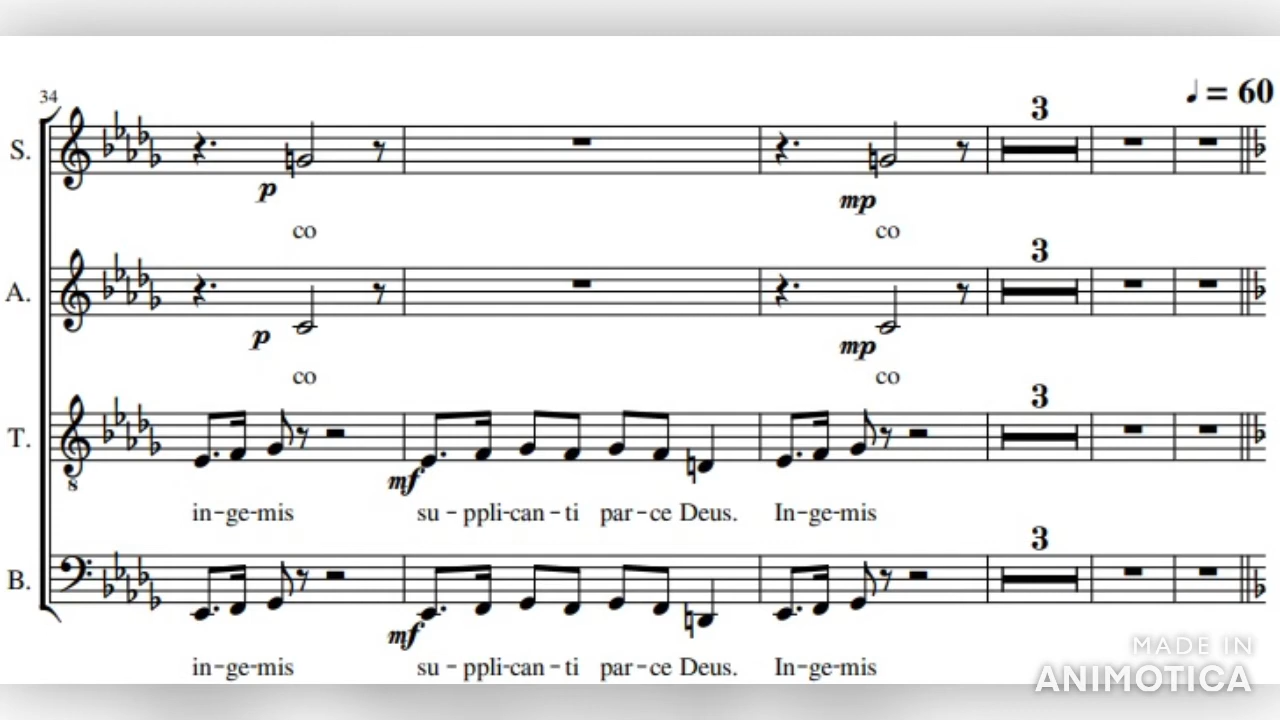 34
3
♩ = 60
S.
p
mp
co
co
3
A.
p
mp
co
co
3
T.
8
mf
in-ge-mis su-ppli-can-ti par-ce Deus. In-ge-mis
3
B.
mf
in-ge-mis su-ppli-can-ti par-ce Deus. In-ge-mis
MADE IN
ANIMOTICA